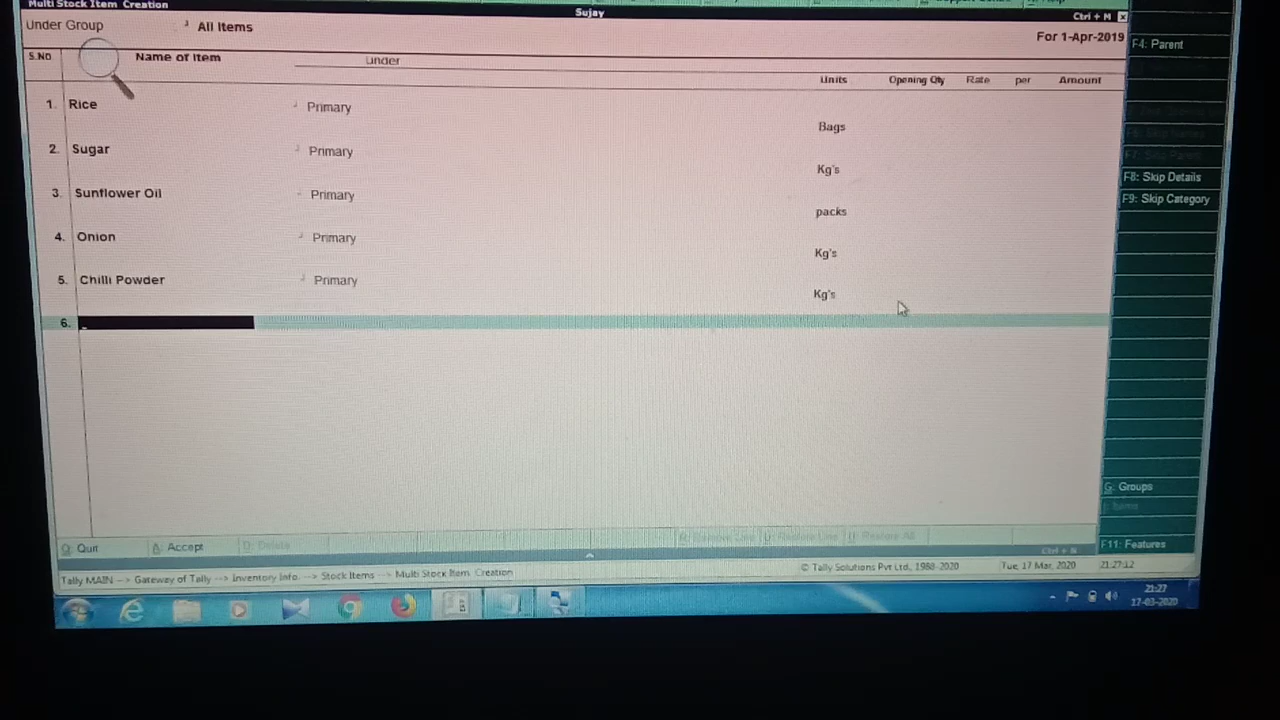 Multi Stock Item Creation
Sujay
Ctrl + M
Under Group
All Items
For 1-Apr-2019
F4: Parent
S.No
Name of Item
Under
Units
Opening Qty
Rate
per
Amount
1. Rice Primary
Bags
2. Sugar Primary
Kg's
3. Sunflower Oil Primary
packs
4. Onion Primary
Kg's
5. Chilli Powder Primary
Kg's
6.
F8: Skip Details
F9: Skip Category
G: Groups
F11: Features
Q: Quit
A: Accept
D: Delete
Ctrl + N
Tally MAIN --> Gateway of Tally --> Inventory Info. --> Stock Items --> Multi Stock Item Creation
© Tally Solutions Pvt Ltd., 1988-2020
Tue, 17 Mar, 2020
21:27:12
21:27
17-03-2020